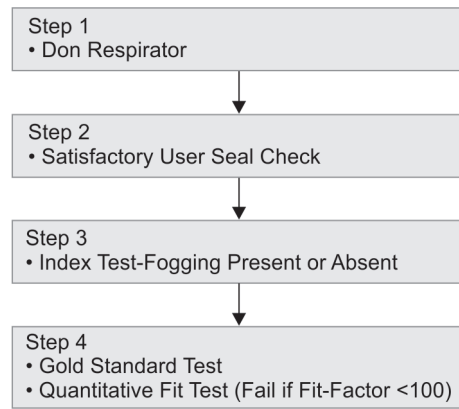 Step 1
• Don Respirator
Step 2
• Satisfactory User Seal Check
Step 3
• Index Test-Fogging Present or Absent
Step 4
• Gold Standard Test
• Quantitative Fit Test (Fail if Fit-Factor <100)